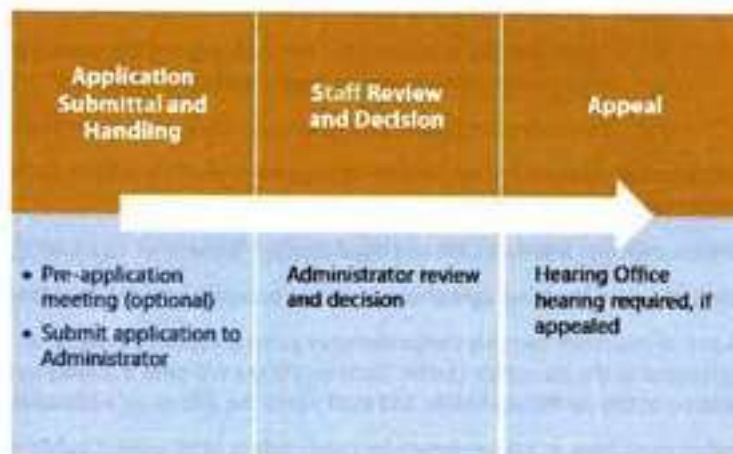 Application
Submittal and
Handling
Staff Review
and Decision
Appeal
• Pre-application
meeting (optional)
• Submit application to
Administrator
Administrator review
and decision
Hearing Office
hearing required, if
appealed